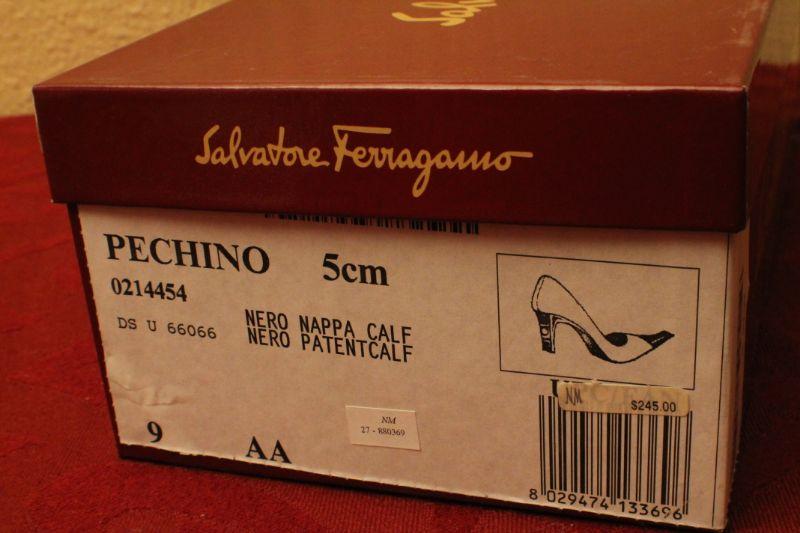 Salvatore Ferragamo
PECHINO 5cm
0214454
DS U 66066
NERO NAPPA CALF
NERO PATENTCALF
9 AA
NM
27 - 880369
NM $245.00
8 029474 133696